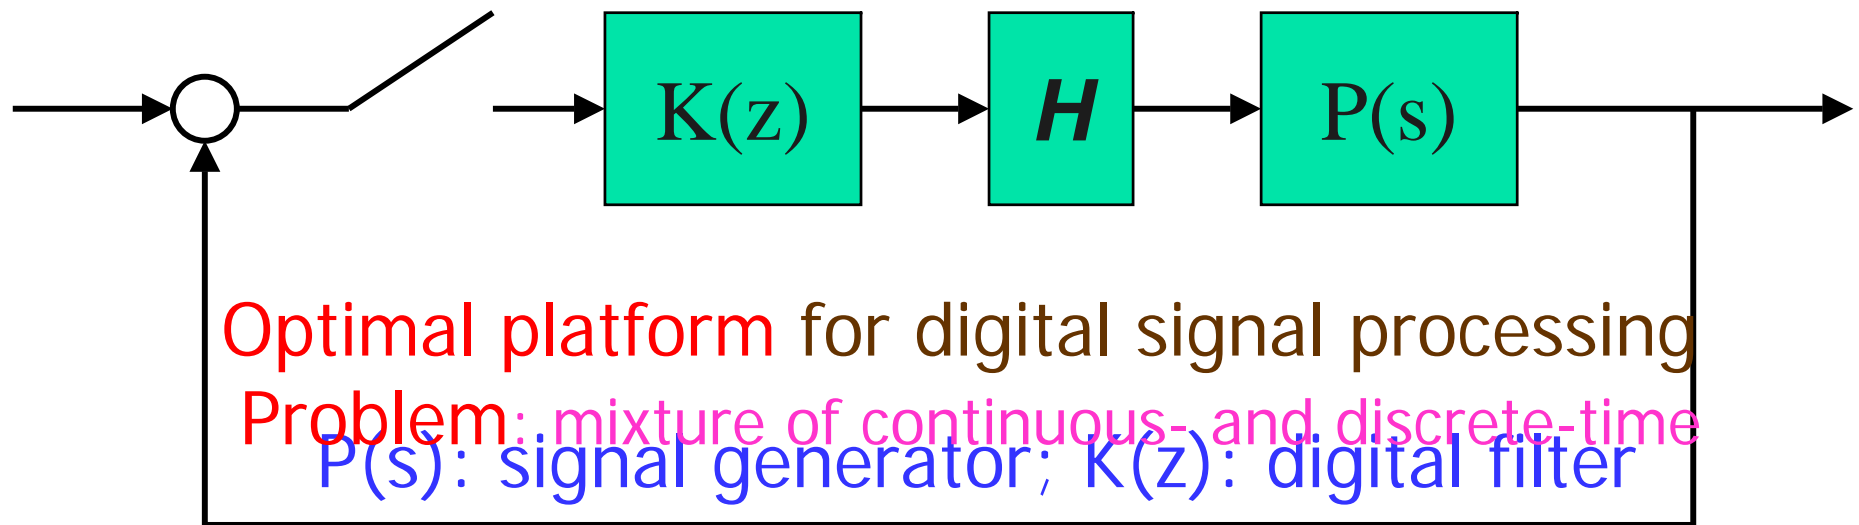 K(z) H P(s)
Optimal platform for digital signal processing
Problem: mixture of continuous- and discrete-time
P(s): signal generator; K(z): digital filter